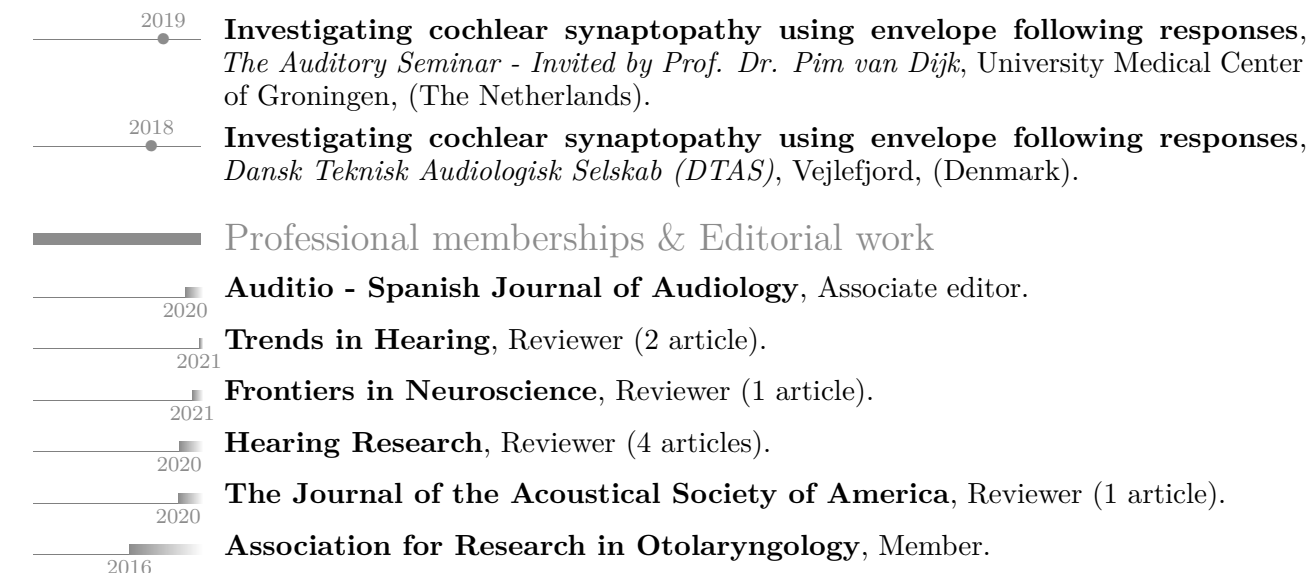 2019
Investigating cochlear synaptopathy using envelope following responses,
The Auditory Seminar - Invited by Prof. Dr. Pim van Dijk, University Medical Center
of Groningen, (The Netherlands).
2018
Investigating cochlear synaptopathy using envelope following responses,
Dansk Teknisk Audiologisk Selskab (DTAS), Vejlefjord, (Denmark).
Professional memberships & Editorial work
Auditio - Spanish Journal of Audiology, Associate editor.
2020
Trends in Hearing, Reviewer (2 article).
2021
Frontiers in Neuroscience, Reviewer (1 article).
2021
Hearing Research, Reviewer (4 articles).
2020
The Journal of the Acoustical Society of America, Reviewer (1 article).
2020
Association for Research in Otolaryngology, Member.
2016